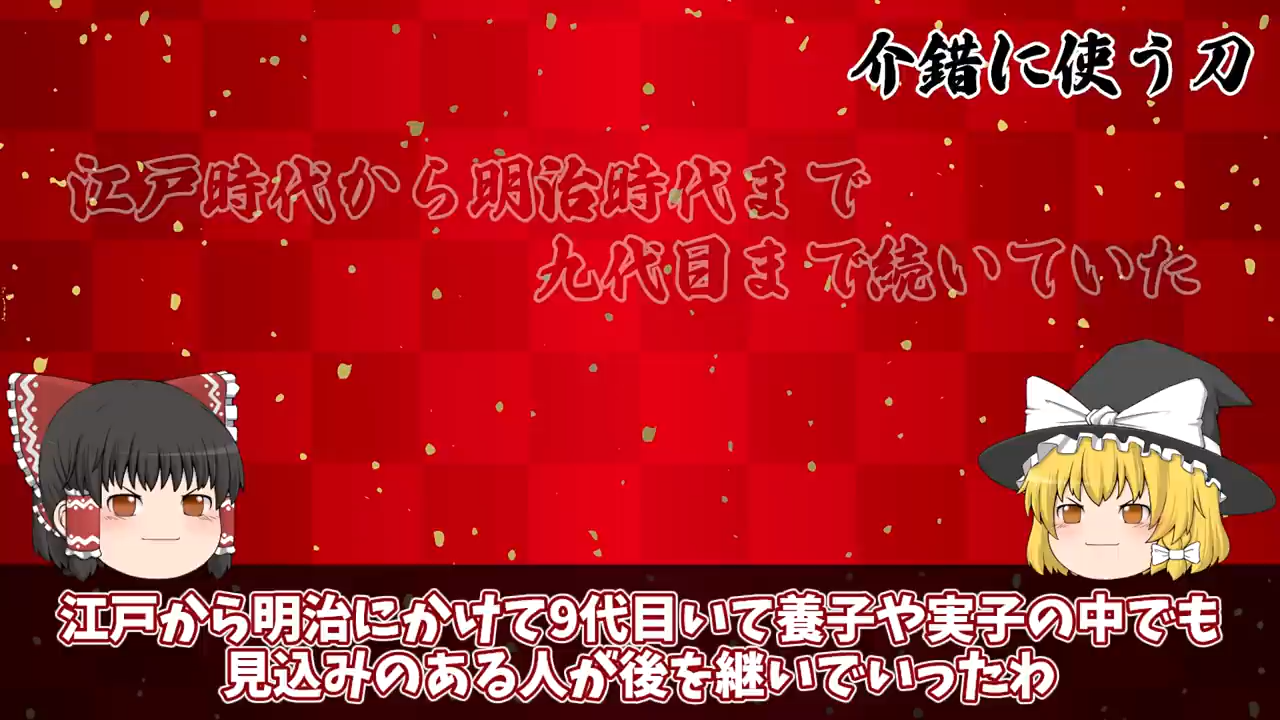 介錯に使う刀
江戸時代から明治時代まで
九代目まで続いていた
江戸から明治にかけて9代目いて養子や実子の中でも
見込みのある人が後を継いでいったわ